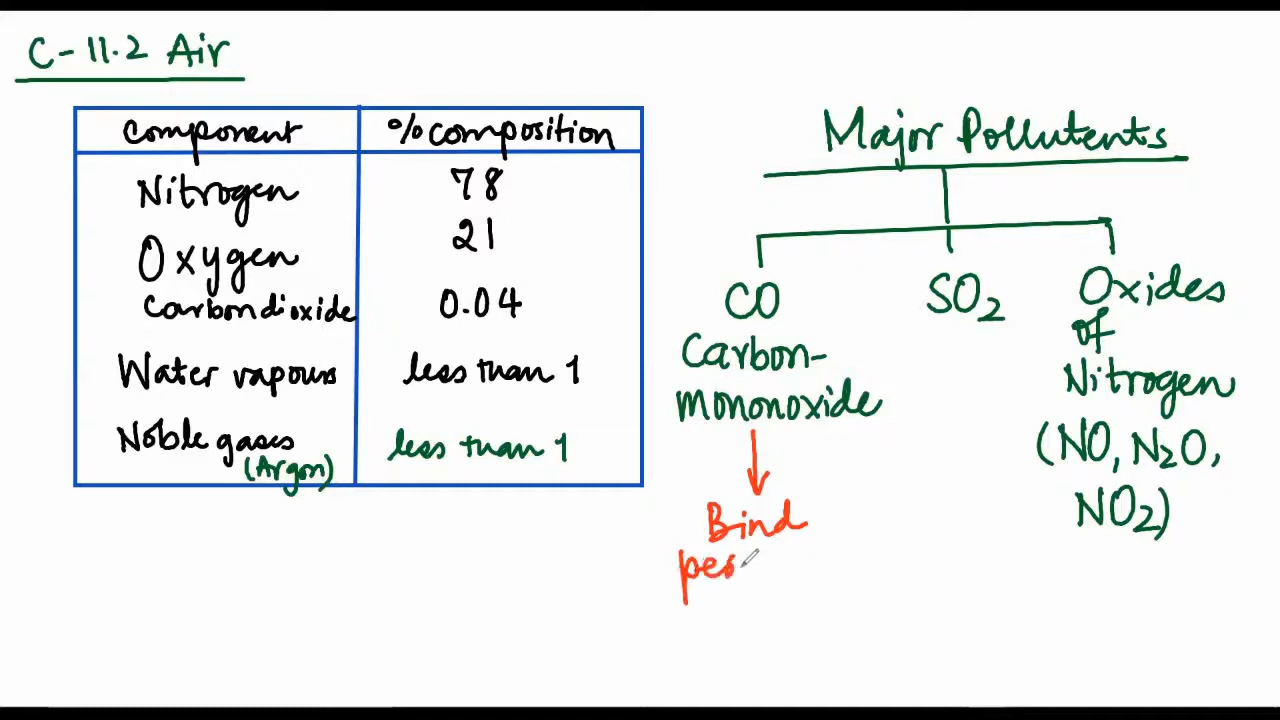 C-11.2 Air
component % composition
Nitrogen 78
Oxygen 21
Carbondioxide 0.04
Water vapours less than 1
Noble gases less than 1
(Argon)
Major Pollutents
CO SO2 Oxides
of
Carbon-
mononoxide
Nitrogen
(NO, N2O,
NO2)
Bind